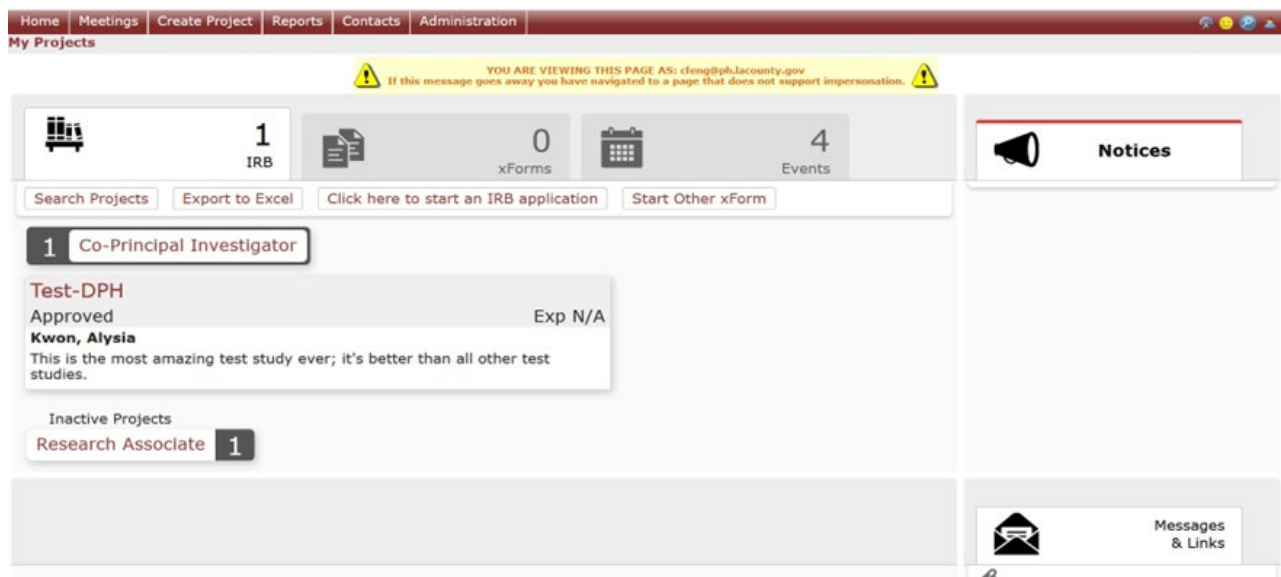 Home Meetings Create Project Reports Contacts Administration
My Projects
YOU ARE VIEWING THIS PAGE AS: cfeng@ph.lacounty.gov
If this message goes away you have navigated to a page that does not support impersonation.
1
IRB
0
xForms
4
Events
Notices
Search Projects Export to Excel Click here to start an IRB application Start Other xForm
1 Co-Principal Investigator
Test-DPH
Approved Exp N/A
Kwon, Alysia
This is the most amazing test study ever; it's better than all other test
studies.
Inactive Projects
Research Associate 1
Messages
& Links